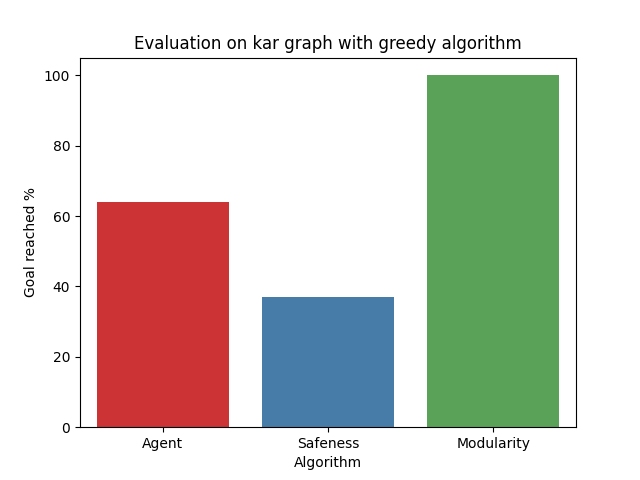 Evaluation on kar graph with greedy algorithm
Goal reached %
100
80
60
40
20
0
Agent Safeness Modularity
Algorithm